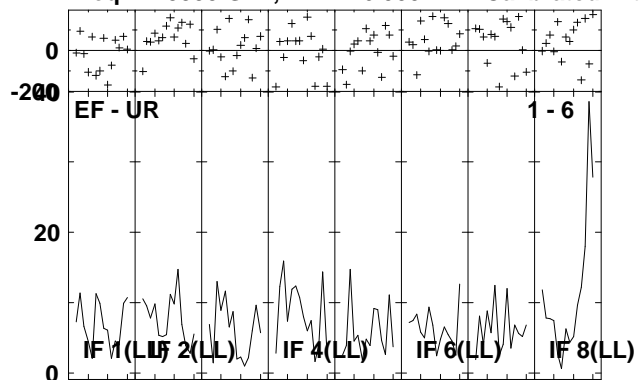 0
-200
40
EF - UR
1 - 6
20
IF 1(LL)
IF 2(LL)
IF 4(LL)
(LL)
IF 6(LL)
IF 8(LL)
0